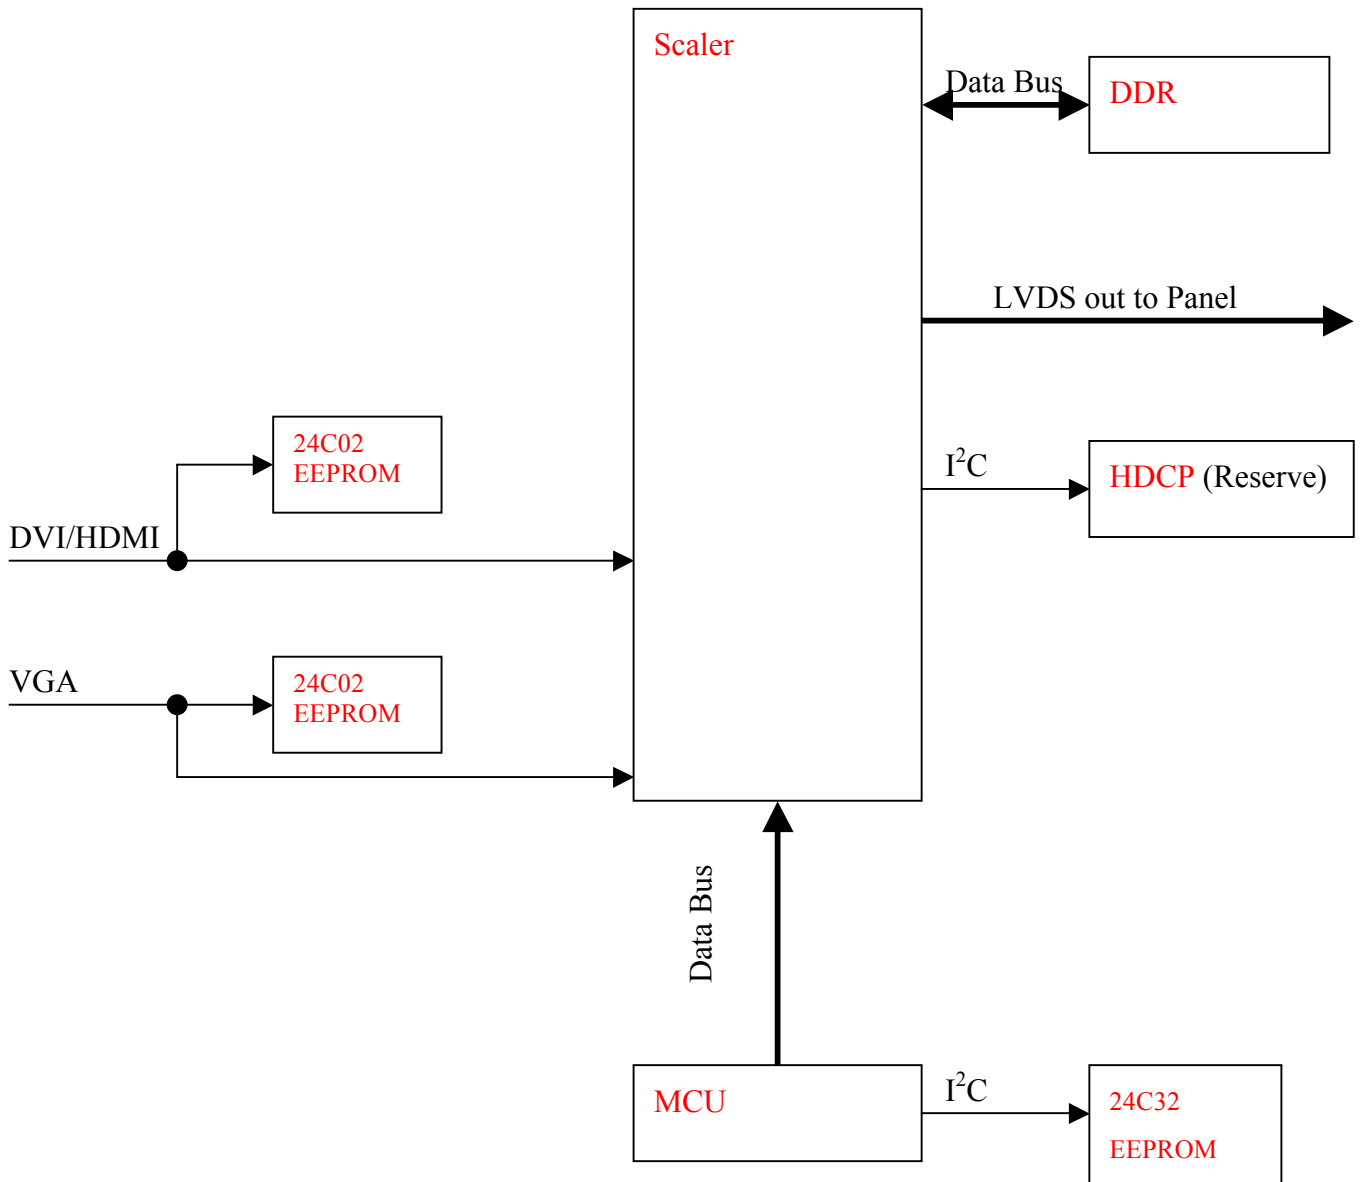 Scaler
Data Bus
DDR
LVDS out to Panel
24C02
EEPROM
I²C
HDCP (Reserve)
DVI/HDMI
VGA
24C02
EEPROM
Data Bus
MCU
I²C
24C32
EEPROM